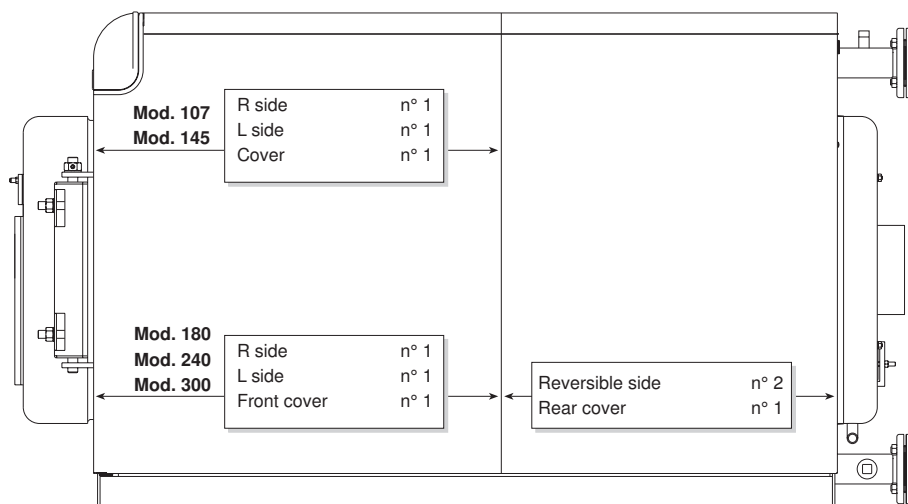 Mod. 107
Mod. 145
R side n° 1
L side n° 1
Cover n° 1
Mod. 180
Mod. 240
Mod. 300
R side n° 1
L side n° 1
Front cover n° 1
Reversible side n° 2
Rear cover n° 1